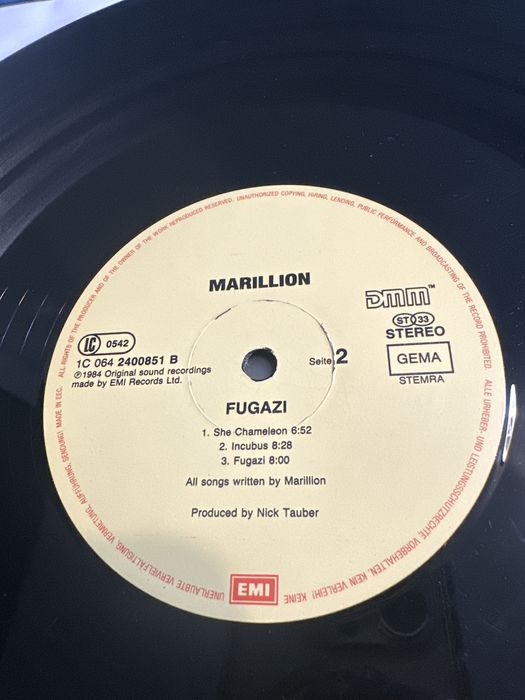 MARILLION
DMM™
ST 33
STEREO
GEMA
STEMRA
LC 0542
1C 064 2400851 B
℗1984 Original sound recordings
made by EMI Records Ltd.
Seite 2
FUGAZI
1. She Chameleon 6:52
2. Incubus 8:28
3. Fugazi 8:00
All songs written by Marillion
Produced by Nick Tauber
EMI
ALL RIGHTS OF THE PRODUCER AND OF THE OWNER OF THE WORK REPRODUCED RESERVED. UNAUTHORIZED COPYING, HIRING, LENDING, PUBLIC PERFORMANCE AND BROADCASTING OF THE RECORD PROHIBITED. ALLE URHEBER- UND LEISTUNGSSCHUTZRECHTE VORBEHALTEN. KEIN VERLEIH! KEINE UNERLAUBTE VERVIELFÄLTIGUNG, VERMIETUNG, AUFFÜHRUNG, SENDUNG! MADE IN EEC.